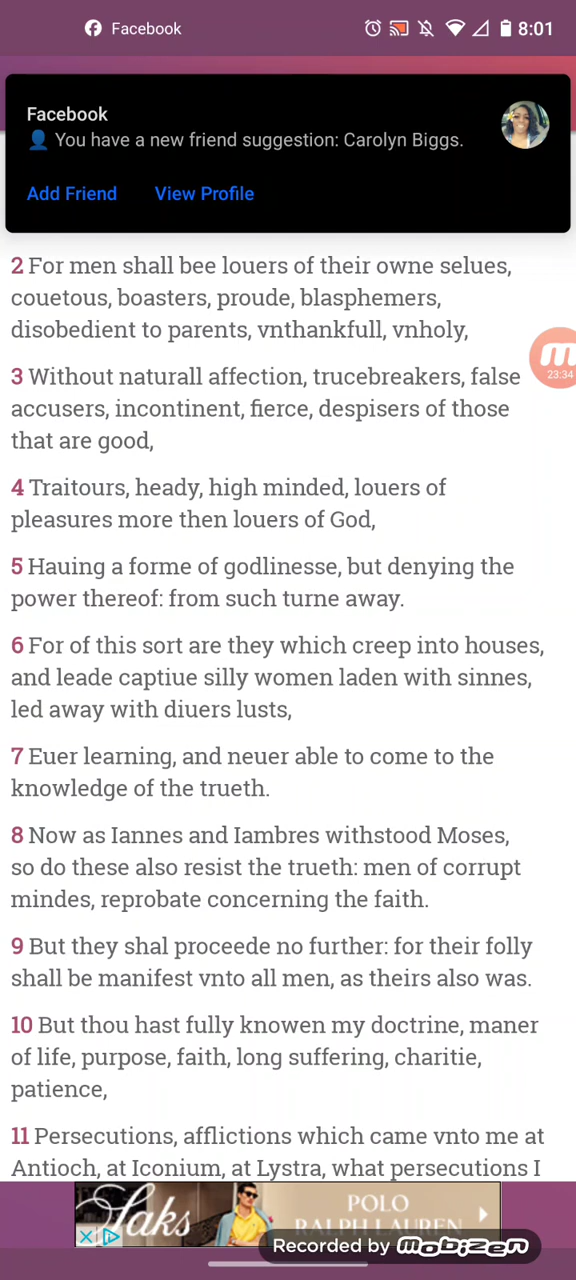 Facebook
8:01
Facebook
You have a new friend suggestion: Carolyn Biggs.
Add Friend View Profile
2 For men shall bee louers of their owne selues,
couetous, boasters, proude, blasphemers,
disobedient to parents, vnthankfull, vnholy,
23:34
3 Without naturall affection, trucebreakers, false
accusers, incontinent, fierce, despisers of those
that are good,
4 Traitours, heady, high minded, louers of
pleasures more then louers of God,
5 Hauing a forme of godlinesse, but denying the
power thereof: from such turne away.
6 For of this sort are they which creep into houses,
and leade captiue silly women laden with sinnes,
led away with diuers lusts,
7 Euer learning, and neuer able to come to the
knowledge of the trueth.
8 Now as Iannes and Iambres withstood Moses,
so do these also resist the trueth: men of corrupt
mindes, reprobate concerning the faith.
9 But they shal proceede no further: for their folly
shall be manifest vnto all men, as theirs also was.
10 But thou hast fully knowen my doctrine, maner
of life, purpose, faith, long suffering, charitie,
patience,
11 Persecutions, afflictions which came vnto me at
Antioch, at Iconium, at Lystra, what persecutions I
Saks
POLO
RALPH LAUREN
Recorded by mobizen